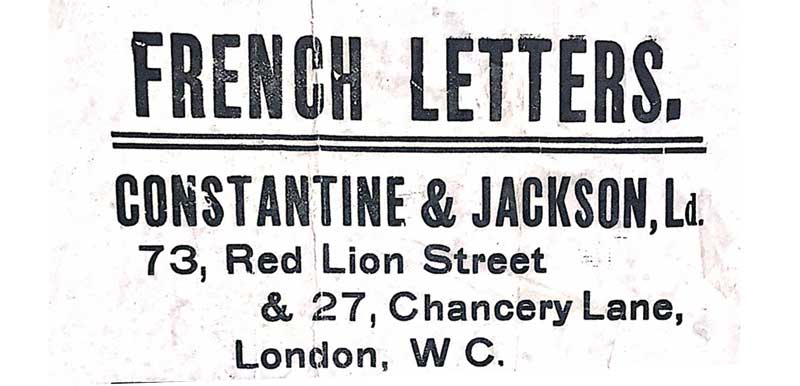 FRENCH LETTERS.
CONSTANTINE & JACKSON, Ld.
73, Red Lion Street
& 27, Chancery Lane,
London, W C.